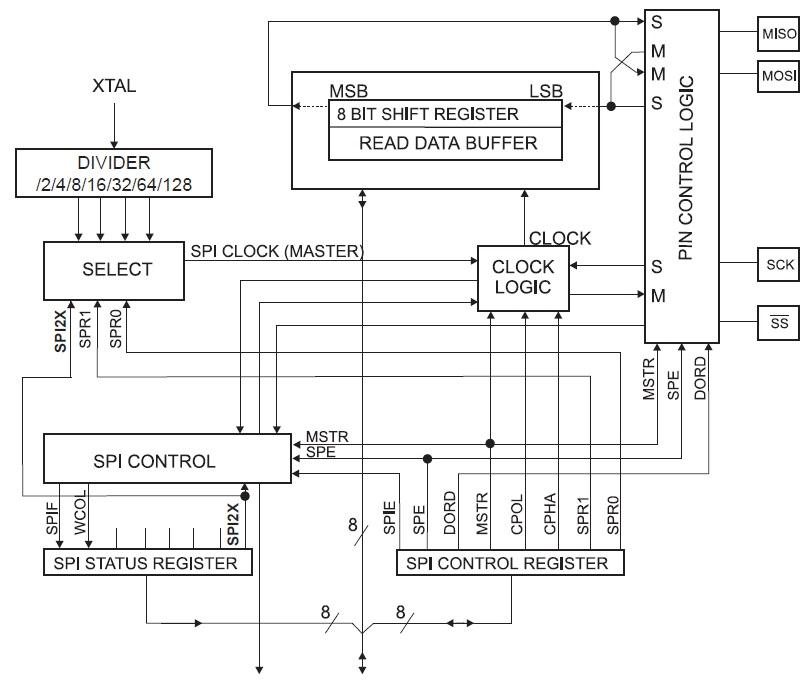 S
MISO
M
MOSI
M
XTAL
MSB
LSB
S
8 BIT SHIFT REGISTER
READ DATA BUFFER
PIN CONTROL LOGIC
DIVIDER
/2/4/8/16/32/64/128
SPI CLOCK (MASTER)
CLOCK
SELECT
CLOCK
LOGIC
S
SCK
M
SS
SPI2X
SPR1
SPR0
MSTR
SPE
DORD
MSTR
SPE
SPI CONTROL
SPIF
WCOL
SPI2X
8
SPIE
SPE
DORD
MSTR
CPOL
CPHA
SPR1
SPR0
SPI STATUS REGISTER
SPI CONTROL REGISTER
8
8